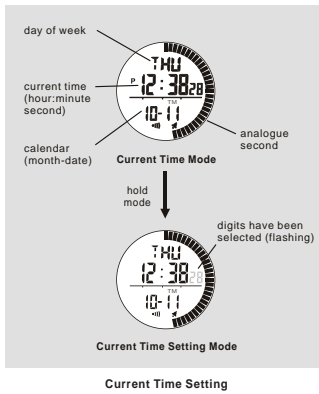 day of week
THU
P 12:38 28
current time
(hour:minute
second)
TM
10-11
calendar
(month-date)
analogue
second
Current Time Mode
hold
mode
digits have been
selected (flashing)
THU
12:38 28
TM
10-11
Current Time Setting Mode
Current Time Setting